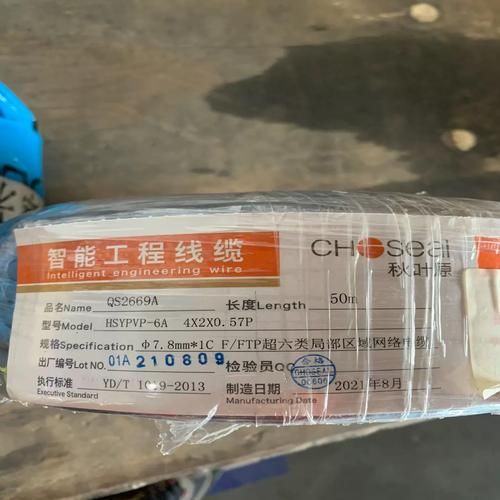 智能工程线缆
Intelligent engineering wire
CHOSeal
秋叶原
品名Name QS2669A 长度Length 50m
型号Model HSYPVP-6A 4X2X0.57P
规格Specification Φ7.8mm*1C F/FTP超六类局部区域网络电缆
出厂编号Lot NO. 01A 210809 检验员QC 合格 CHOSEAL
执行标准 YD/T 1019-2013 制造日期 2021年8月
Executive Standard Manufacturing Date